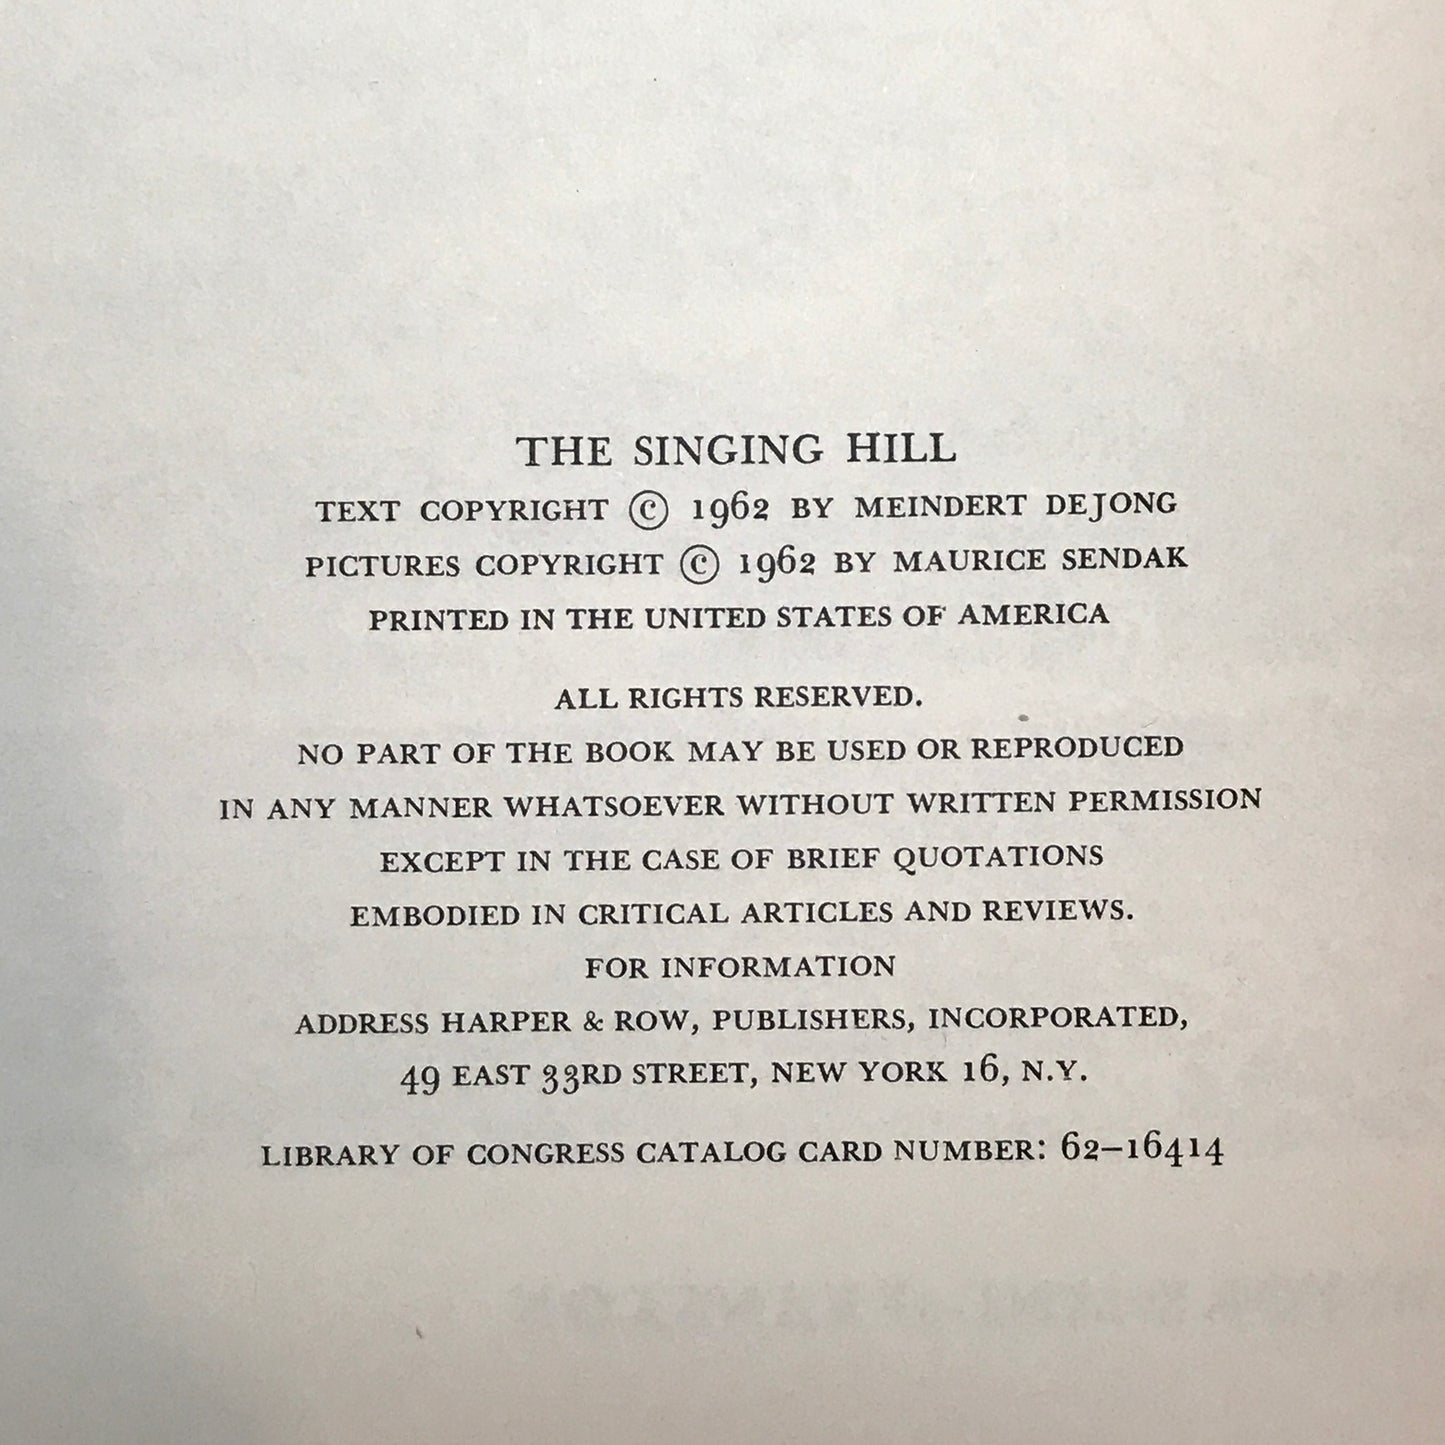 THE SINGING HILL
TEXT COPYRIGHT © 1962 BY MEINDERT DEJONG
PICTURES COPYRIGHT © 1962 BY MAURICE SENDAK
PRINTED IN THE UNITED STATES OF AMERICA
ALL RIGHTS RESERVED.
NO PART OF THE BOOK MAY BE USED OR REPRODUCED
IN ANY MANNER WHATSOEVER WITHOUT WRITTEN PERMISSION
EXCEPT IN THE CASE OF BRIEF QUOTATIONS
EMBODIED IN CRITICAL ARTICLES AND REVIEWS.
FOR INFORMATION
ADDRESS HARPER & ROW, PUBLISHERS, INCORPORATED,
49 EAST 33RD STREET, NEW YORK 16, N.Y.
LIBRARY OF CONGRESS CATALOG CARD NUMBER: 62–16414